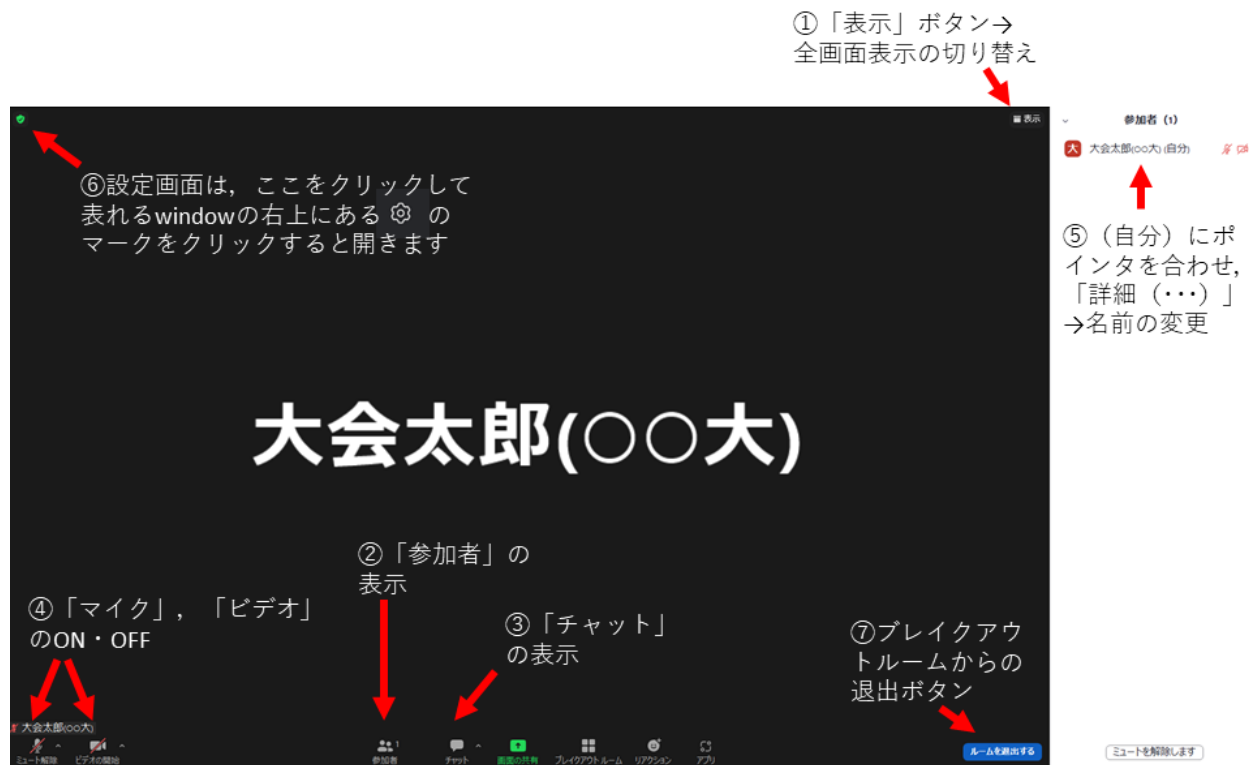 ①「表示」ボタン→
全画面表示の切り替え
表示
参加者 (1)
大 大会太郎(○○大) (自分)
⑥設定画面は，ここをクリックして
表れるwindowの右上にある の
マークをクリックすると開きます
⑤（自分）にポ
インタを合わせ,
「詳細（･･･）」
→名前の変更
大会太郎(○○大)
②「参加者」の
表示
④「マイク」，「ビデオ」
のON・OFF
③「チャット」
の表示
⑦ブレイクアウ
トルームからの
退出ボタン
大会太郎(○○大)
ミュート解除 ビデオの開始 参加者 1 チャット 画面の共有 ブレイクアウト ルーム リアクション アプリ ルームを退出する ミュートを解除します